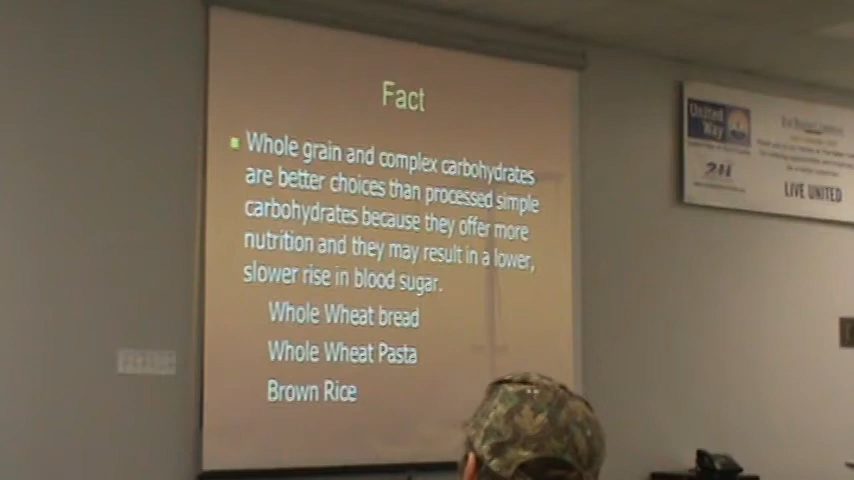 Fact
Whole grain and complex carbohydrates
are better choices than processed simple
carbohydrates because they offer more
nutrition and they may result in a lower,
slower rise in blood sugar.
Whole Wheat bread
Whole Wheat Pasta
Brown Rice
United
Way
211
LIVE UNITED